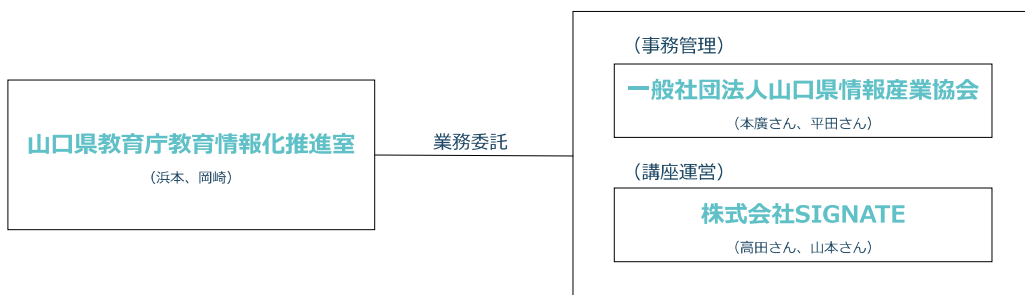 山口県教育庁教育情報化推進室
（浜本、岡崎）
業務委託
（事務管理）
一般社団法人山口県情報産業協会
（本廣さん、平田さん）
（講座運営）
株式会社SIGNATE
（高田さん、山本さん）